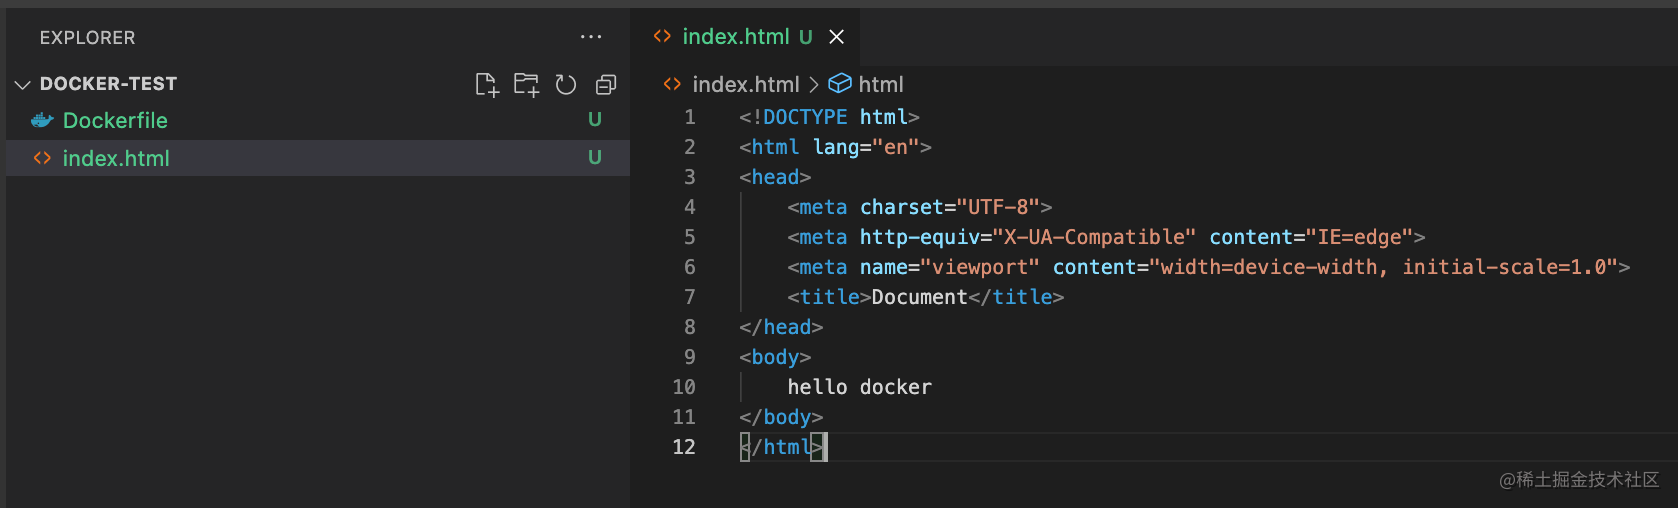 EXPLORER
DOCKER-TEST
Dockerfile U
index.html U
index.html U
index.html > html
1 <!DOCTYPE html>
2 <html lang="en">
3 <head>
4     <meta charset="UTF-8">
5     <meta http-equiv="X-UA-Compatible" content="IE=edge">
6     <meta name="viewport" content="width=device-width, initial-scale=1.0">
7     <title>Document</title>
8 </head>
9 <body>
10     hello docker
11 </body>
12 </html>
@稀土掘金技术社区